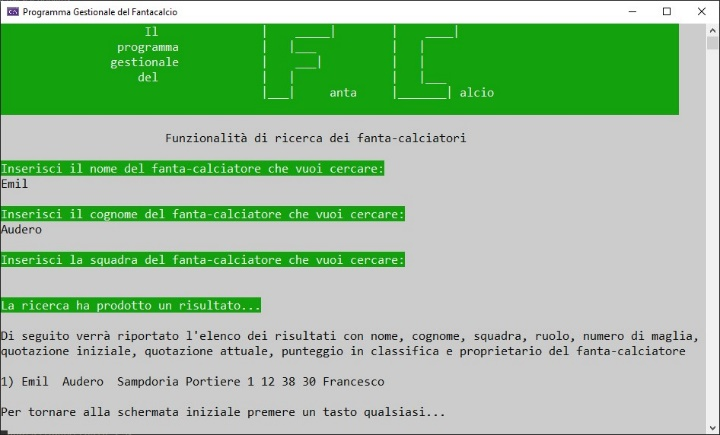 Programma Gestionale del Fantacalcio
Il
programma
gestionale
del
F anta C alcio
Funzionalità di ricerca dei fanta-calciatori
Inserisci il nome del fanta-calciatore che vuoi cercare:
Emil
Inserisci il cognome del fanta-calciatore che vuoi cercare:
Audero
Inserisci la squadra del fanta-calciatore che vuoi cercare:
La ricerca ha prodotto un risultato...
Di seguito verrà riportato l'elenco dei risultati con nome, cognome, squadra, ruolo, numero di maglia,
quotazione iniziale, quotazione attuale, punteggio in classifica e proprietario del fanta-calciatore
1) Emil  Audero  Sampdoria Portiere 1 12 38 30 Francesco
Per tornare alla schermata iniziale premere un tasto qualsiasi...